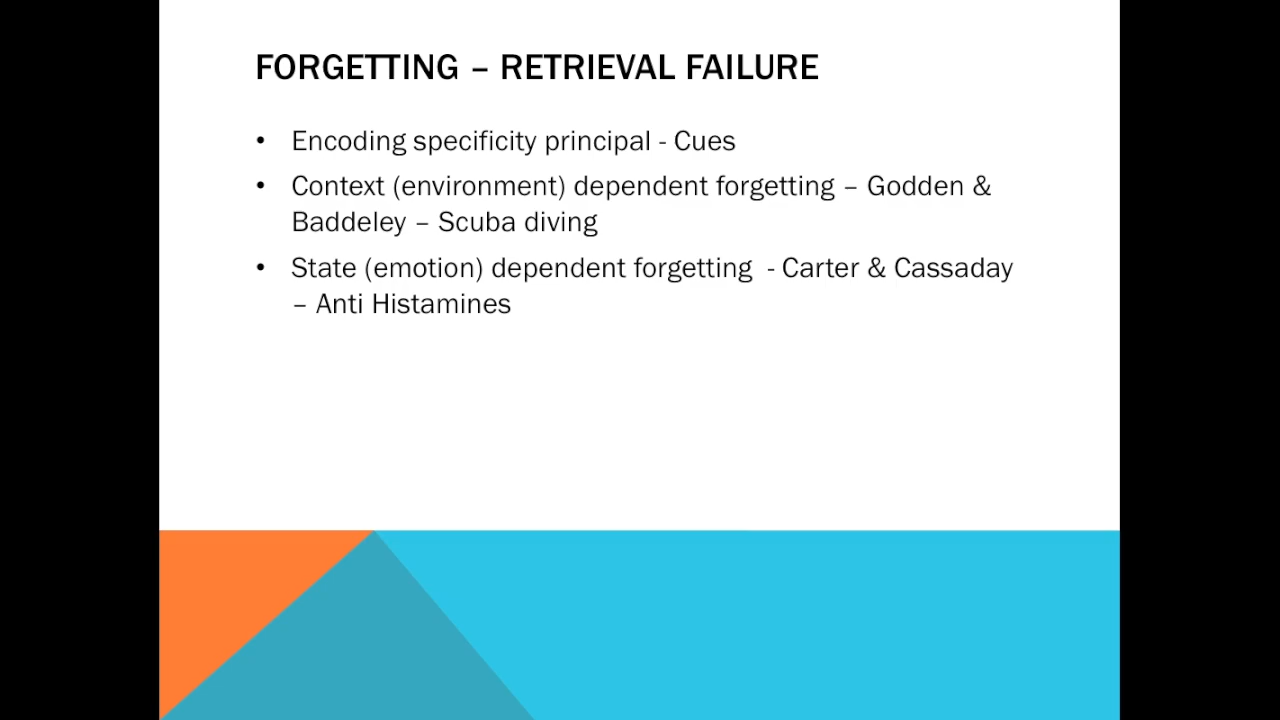 FORGETTING – RETRIEVAL FAILURE
• Encoding specificity principal - Cues
• Context (environment) dependent forgetting – Godden &
Baddeley – Scuba diving
• State (emotion) dependent forgetting  - Carter & Cassaday
– Anti Histamines